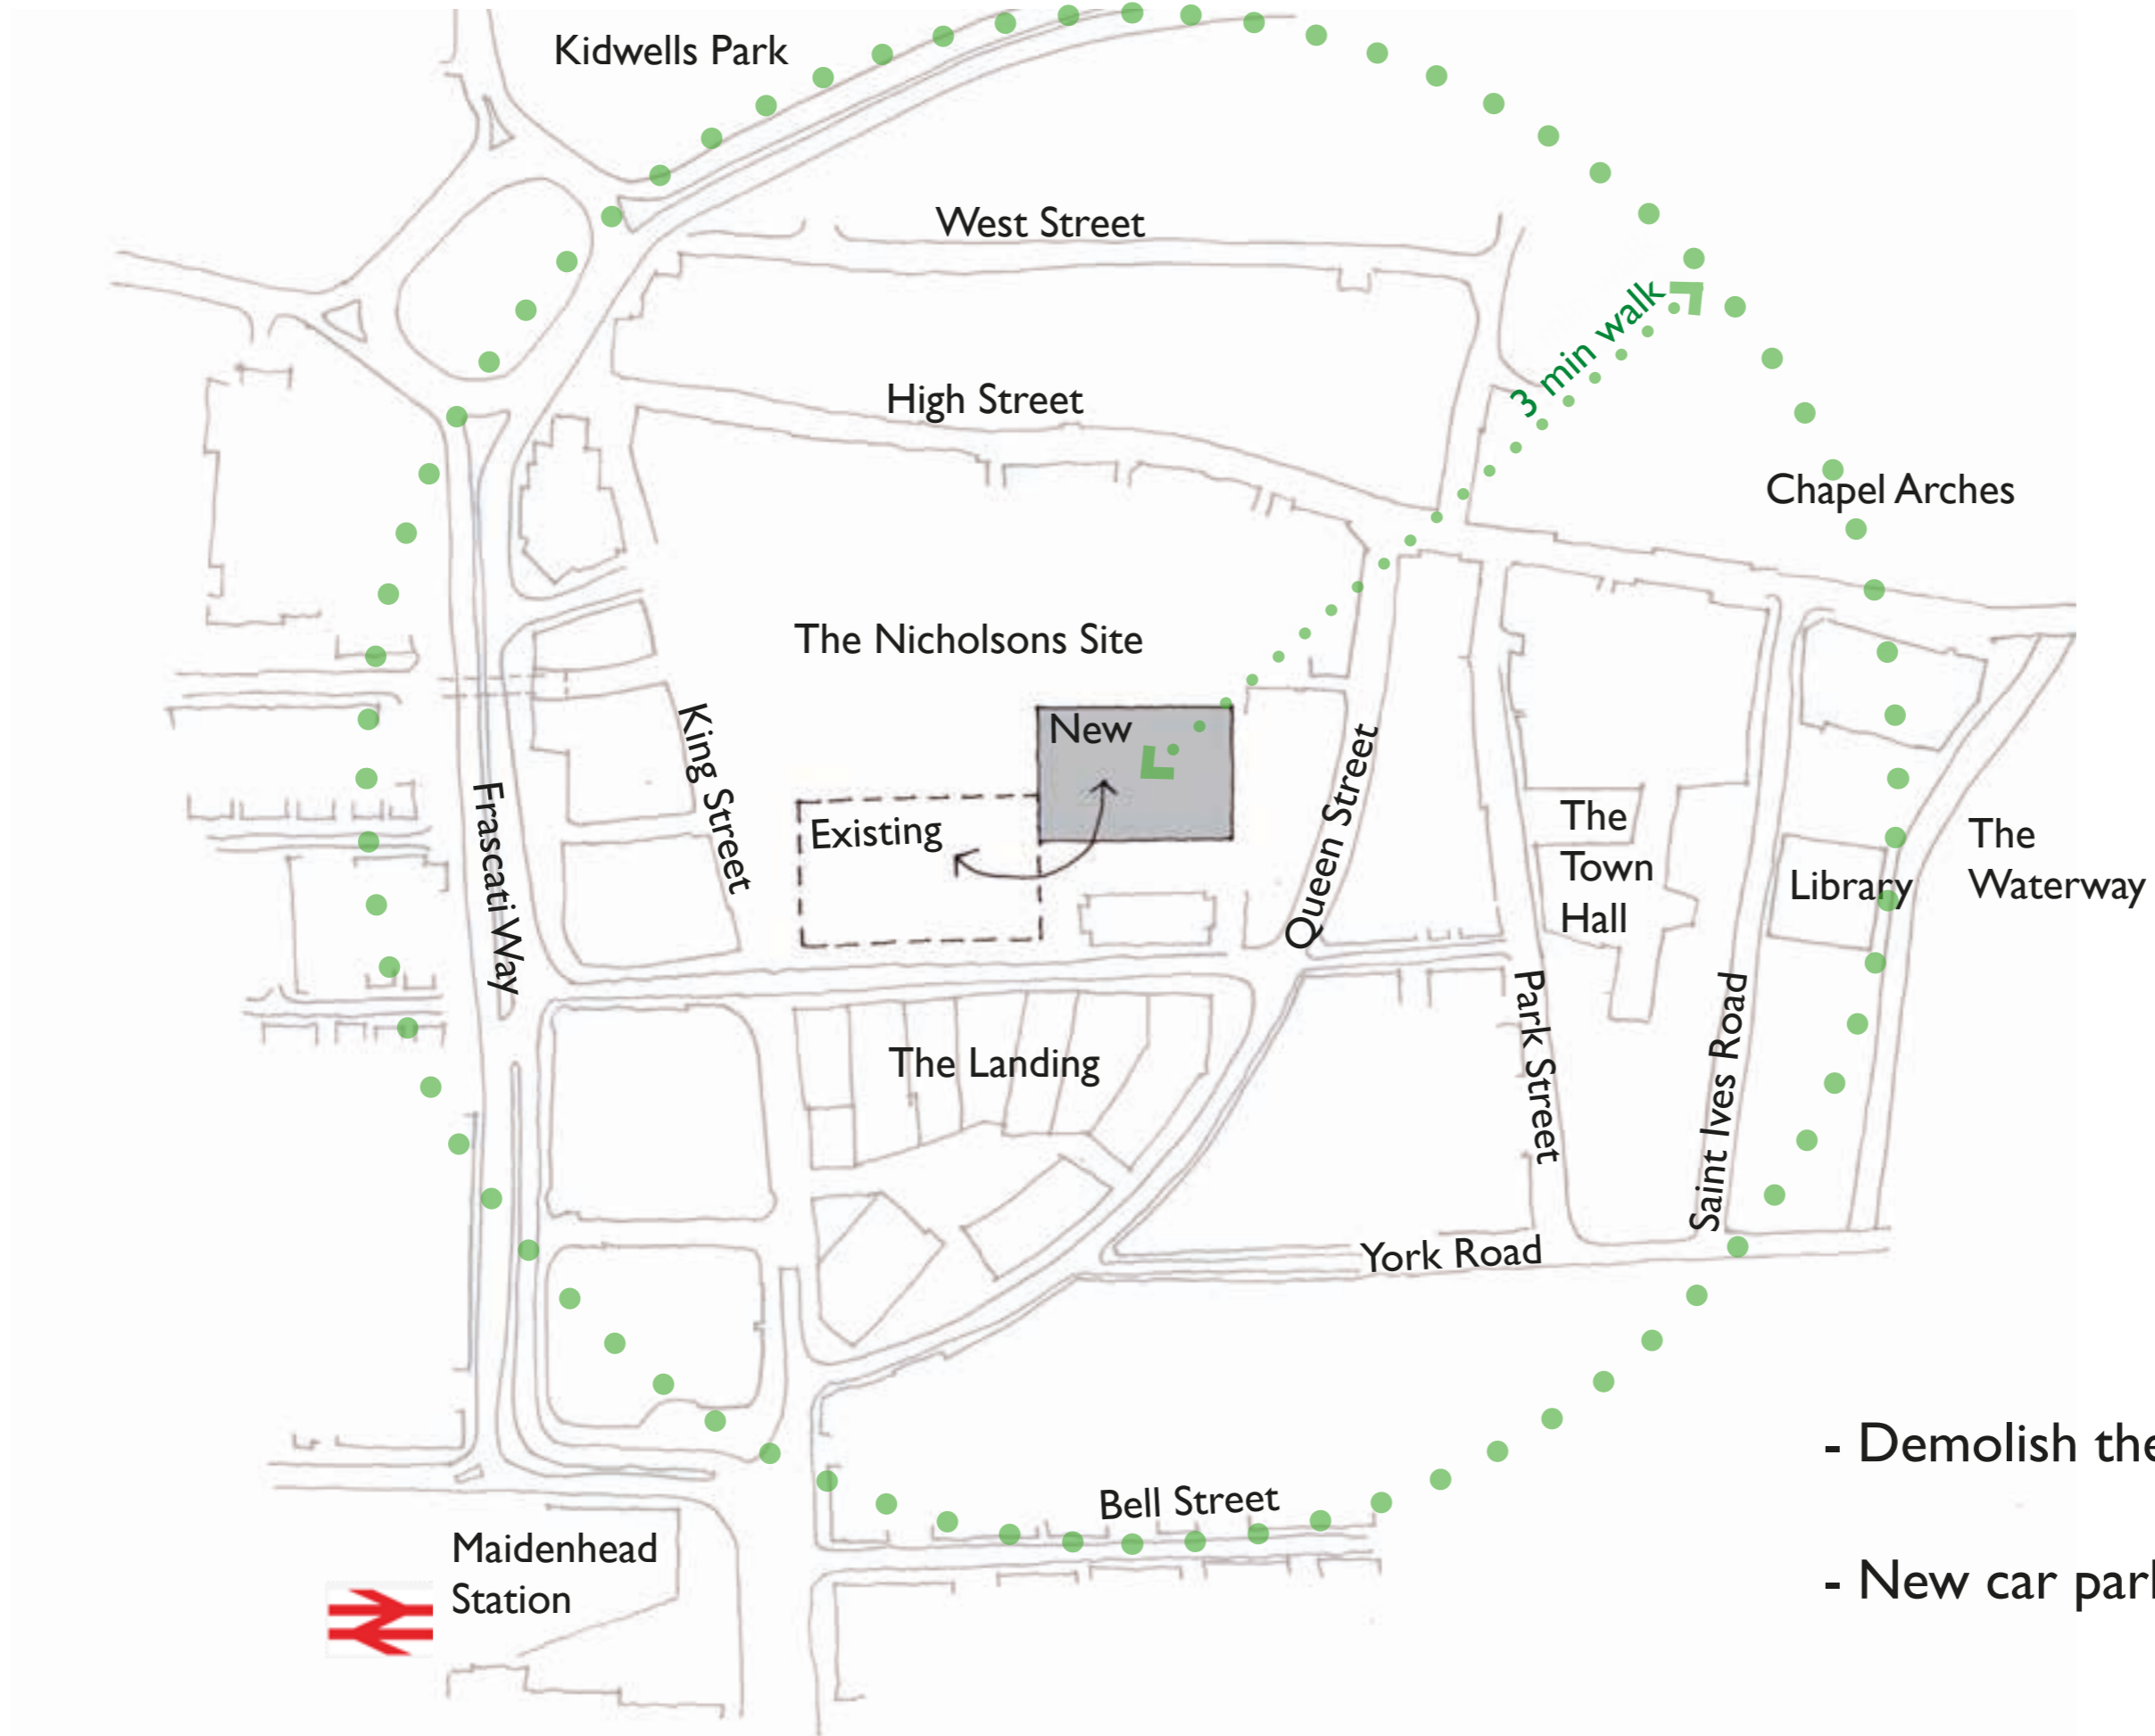 Kidwells Park
West Street
3 min walk
High Street
Chapel Arches
The Nicholsons Site
New
King Street
Queen Street
Existing
Frascati Way
The
Town
Hall
Library
The
Waterway
Park Street
Saint Ives Road
The Landing
York Road
- Demolish the
Bell Street
Maidenhead
Station
- New car par